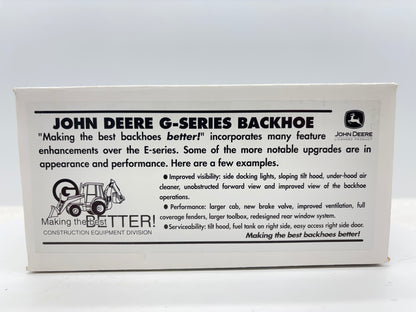 JOHN DEERE G-SERIES BACKHOE
JOHN DEERE
LICENSED PRODUCT
"Making the best backhoes better!" incorporates many feature
enhancements over the E-series. Some of the more notable upgrades are in
appearance and performance. Here are a few examples.
● Improved visibility: side docking lights, sloping tilt hood, under-hood air
cleaner, unobstructed forward view and improved view of the backhoe
operations.
● Performance: larger cab, new brake valve, improved ventilation, full
coverage fenders, larger toolbox, redesigned rear window system.
● Serviceability: tilt hood, fuel tank on right side, easy access right side door.
Making the best backhoes better!
G
Making the best
BETTER!
CONSTRUCTION EQUIPMENT DIVISION